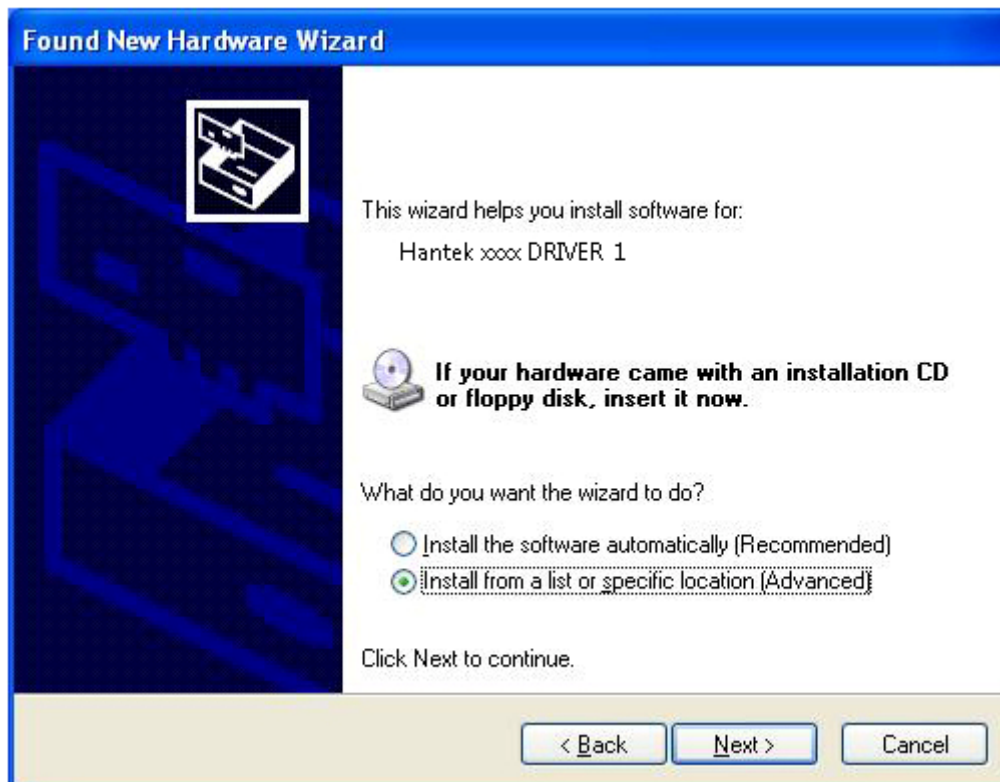 Found New Hardware Wizard
This wizard helps you install software for:
Hantek xxxx DRIVER 1
If your hardware came with an installation CD
or floppy disk, insert it now.
What do you want the wizard to do?
Install the software automatically (Recommended)
Install from a list or specific location (Advanced)
Click Next to continue.
< Back
Next >
Cancel